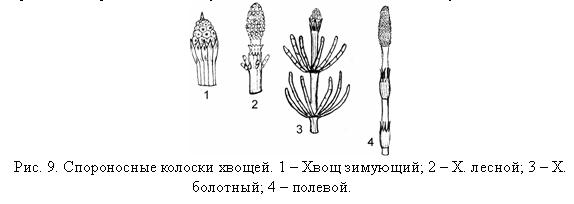 1
2
3
4
Рис. 9. Спороносные колоски хвощей. 1 – Хвощ зимующий; 2 – Х. лесной; 3 – Х.
болотный; 4 – полевой.